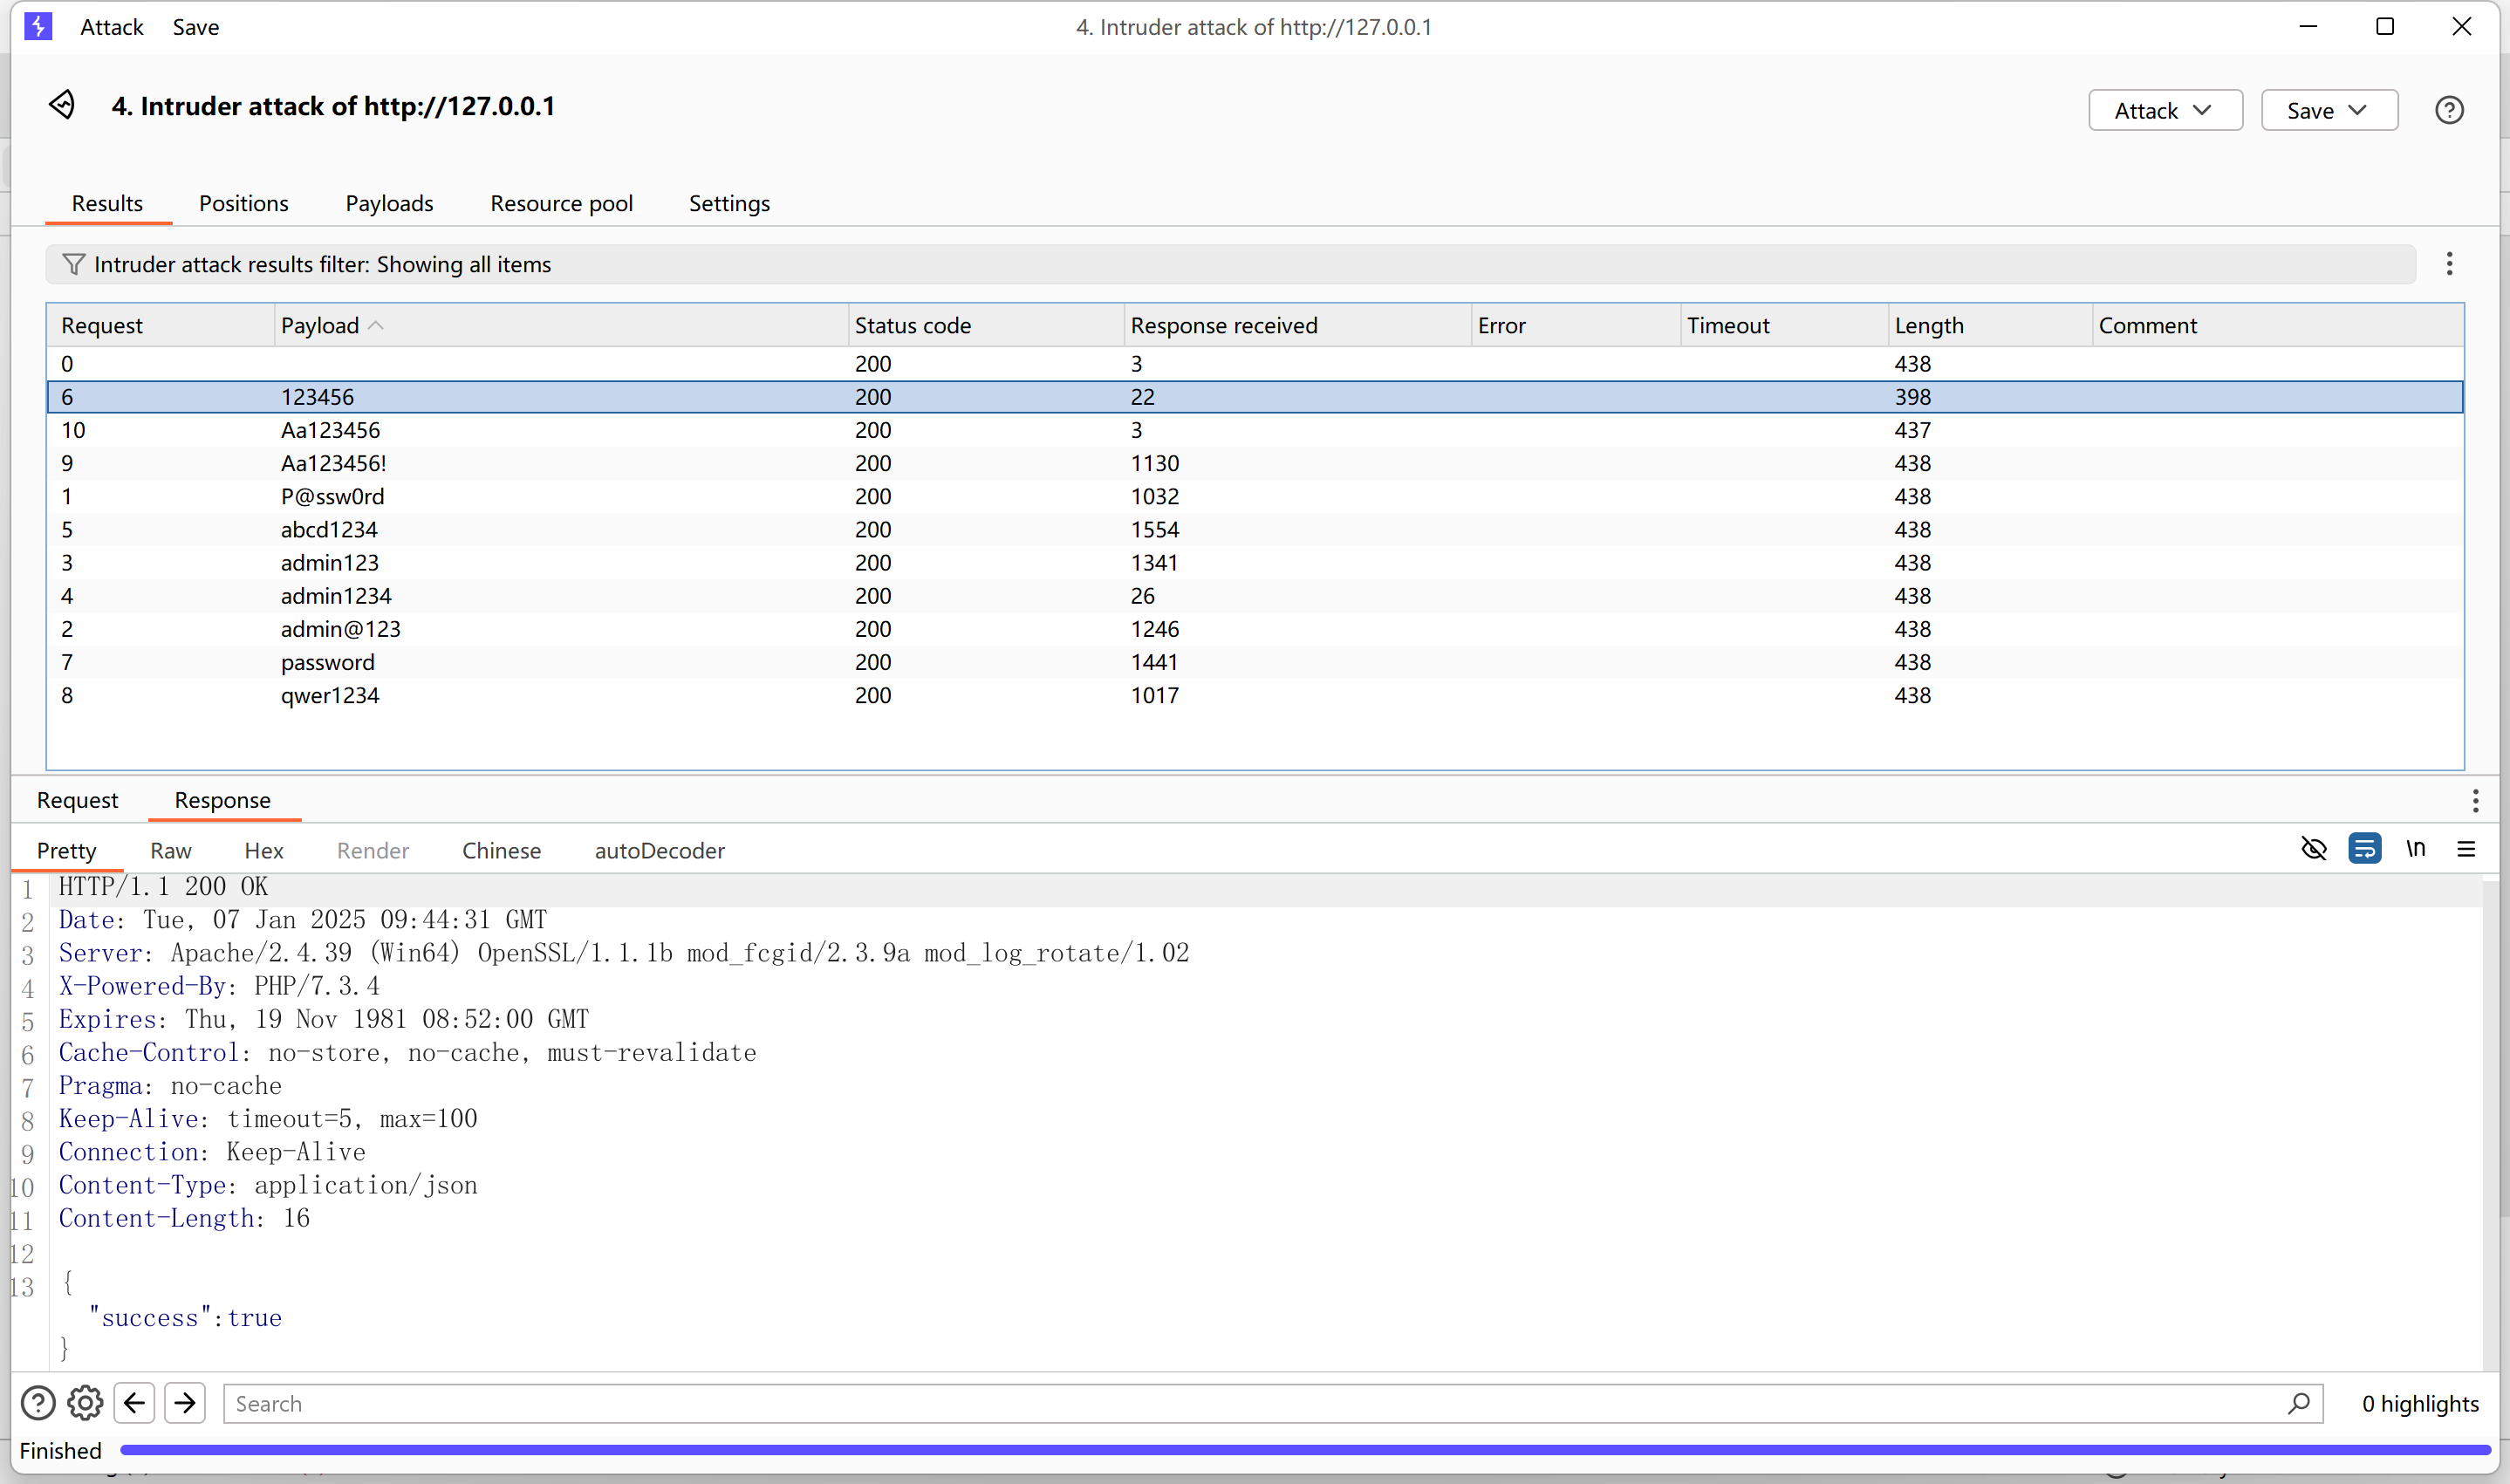 Attack Save 4. Intruder attack of http://127.0.0.1
4. Intruder attack of http://127.0.0.1 Attack Save
Results Positions Payloads Resource pool Settings
Intruder attack results filter: Showing all items
Request Payload Status code Response received Error Timeout Length Comment
0 200 3 438
6 123456 200 22 398
10 Aa123456 200 3 437
9 Aa123456! 200 1130 438
1 P@ssw0rd 200 1032 438
5 abcd1234 200 1554 438
3 admin123 200 1341 438
4 admin1234 200 26 438
2 admin@123 200 1246 438
7 password 200 1441 438
8 qwer1234 200 1017 438
Request Response
Pretty Raw Hex Render Chinese autoDecoder \n
1 HTTP/1.1 200 OK
2 Date: Tue, 07 Jan 2025 09:44:31 GMT
3 Server: Apache/2.4.39 (Win64) OpenSSL/1.1.1b mod_fcgid/2.3.9a mod_log_rotate/1.02
4 X-Powered-By: PHP/7.3.4
5 Expires: Thu, 19 Nov 1981 08:52:00 GMT
6 Cache-Control: no-store, no-cache, must-revalidate
7 Pragma: no-cache
8 Keep-Alive: timeout=5, max=100
9 Connection: Keep-Alive
10 Content-Type: application/json
11 Content-Length: 16
12
13 {
"success":true
}
Search 0 highlights
Finished